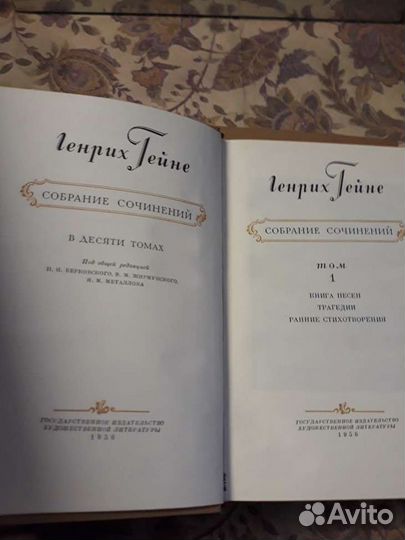 Генрих Гейне
СОБРАНИЕ СОЧИНЕНИЙ
В ДЕСЯТИ ТОМАХ
Под общей редакцией
Н. Я. БЕРКОВСКОГО, В. М. ЖИРМУНСКОГО,
Я. М. МЕТАЛЛОВА
ГОСУДАРСТВЕННОЕ ИЗДАТЕЛЬСТВО
ХУДОЖЕСТВЕННОЙ ЛИТЕРАТУРЫ
1956
Генрих Гейне
СОБРАНИЕ СОЧИНЕНИЙ
том
1
КНИГА ПЕСЕН
ТРАГЕДИИ
РАННИЕ СТИХОТВОРЕНИЯ
ГОСУДАРСТВЕННОЕ ИЗДАТЕЛЬСТВО
ХУДОЖЕСТВЕННОЙ ЛИТЕРАТУРЫ
1956
Avito